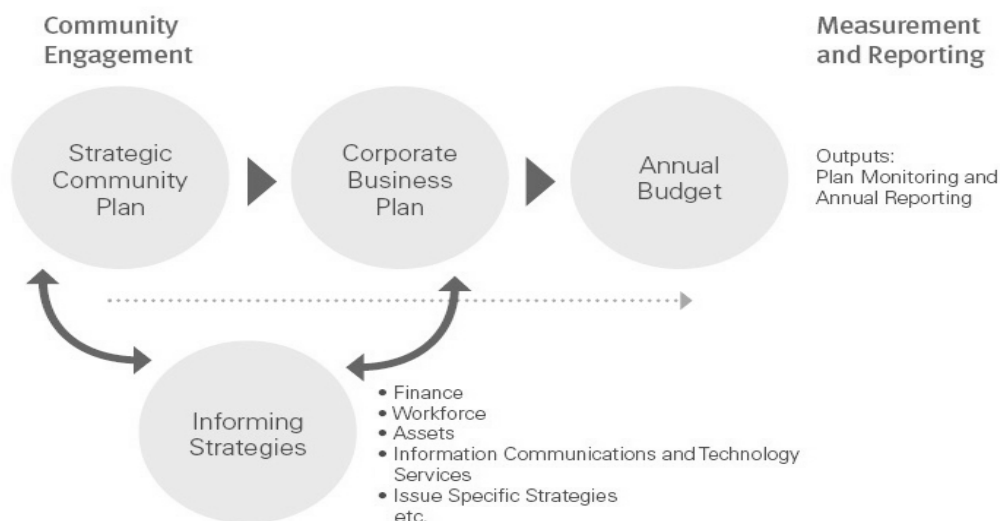 Community
Engagement
Measurement
and Reporting
Strategic
Community
Plan
Corporate
Business
Plan
Annual
Budget
Outputs:
Plan Monitoring and
Annual Reporting
Informing
Strategies
• Finance
• Workforce
• Assets
• Information Communications and Technology
Services
• Issue Specific Strategies
etc.